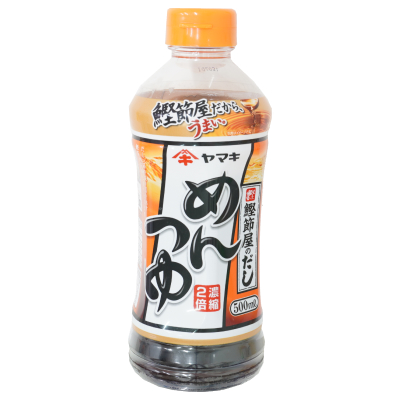 鰹節屋だから、
うまい。
ヤマキ
めんつゆ
鰹節屋のだし
濃縮
2倍
500ml